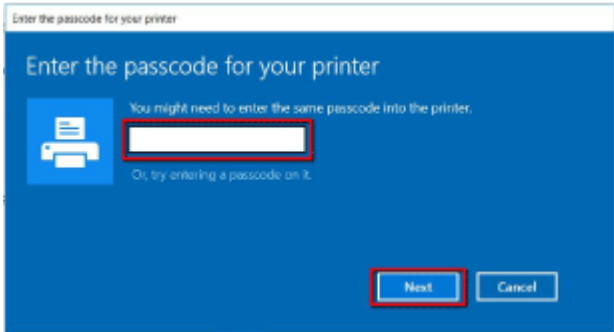 Enter the passcode for your printer
Enter the passcode for your printer
You might need to enter the same passcode into the printer.
Or, try entering a passcode on it.
Next Cancel